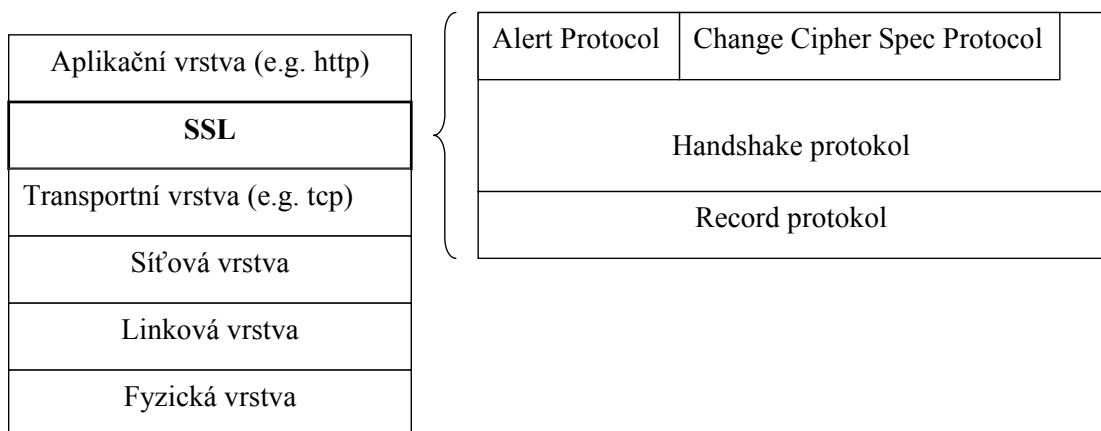 Aplikační vrstva (e.g. http)
SSL
Transportní vrstva (e.g. tcp)
Síťová vrstva
Linková vrstva
Fyzická vrstva
Alert Protocol
Change Cipher Spec Protocol
Handshake protokol
Record protokol